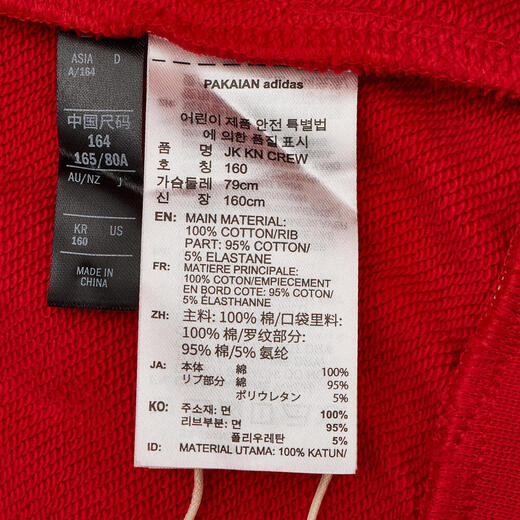 ASIA D
A/164
中国尺码
164
165/80A
AU/NZ J
KR US
160
MADE IN
CHINA
PAKAIAN adidas
어린이 제품 안전 특별법
에 의한 품질 표시
품 명 JK KN CREW
호 칭 160
가슴둘레 79cm
신 장 160cm
EN: MAIN MATERIAL:
100% COTTON/RIB
PART: 95% COTTON/
5% ELASTANE
FR: MATIERE PRINCIPALE:
100% COTON/EMPIECEMENT
EN BORD COTE: 95% COTON/
5% ÉLASTHANNE
ZH: 主料: 100% 棉/口袋里料:
100% 棉/罗纹部分:
95% 棉/5% 氨纶
JA: 本体 綿 100%
リブ部分 綿 95%
ポリウレタン 5%
KO: 주소재: 면 100%
리브부분: 면 95%
폴리우레탄 5%
ID: MATERIAL UTAMA: 100% KATUN/